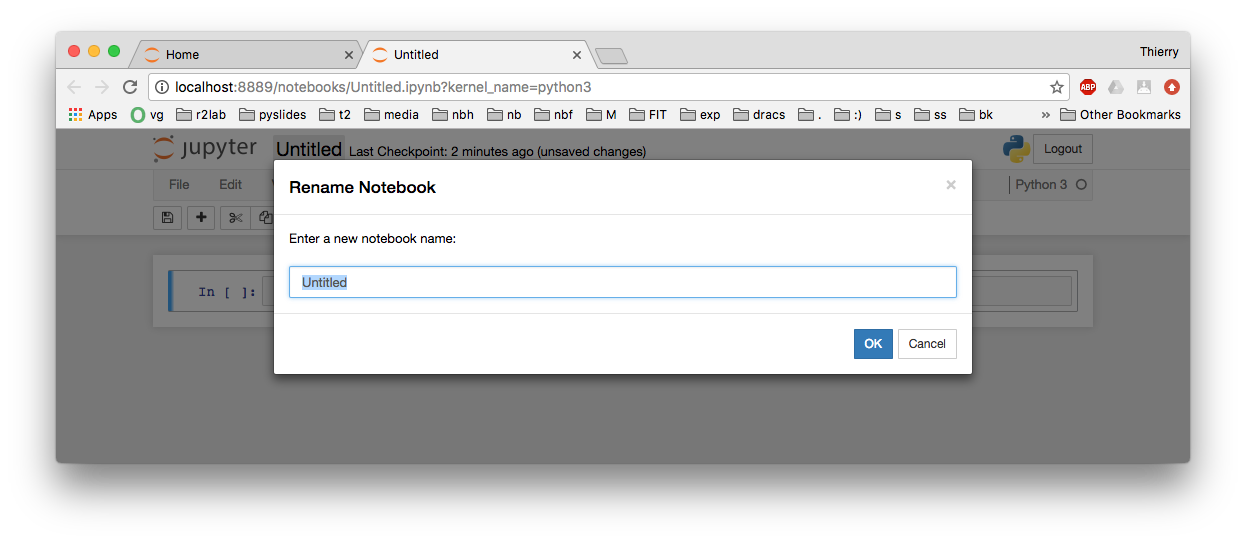 Home
Untitled
Thierry
localhost:8889/notebooks/Untitled.ipynb?kernel_name=python3
ABP
Apps vg r2lab pyslides t2 media nbh nb nbf M FIT exp dracs . :) s ss bk » Other Bookmarks
jupyter Untitled Last Checkpoint: 2 minutes ago (unsaved changes)
Logout
File Edit
Python 3
Rename Notebook
×
Enter a new notebook name:
Untitled
In [ ]:
OK Cancel